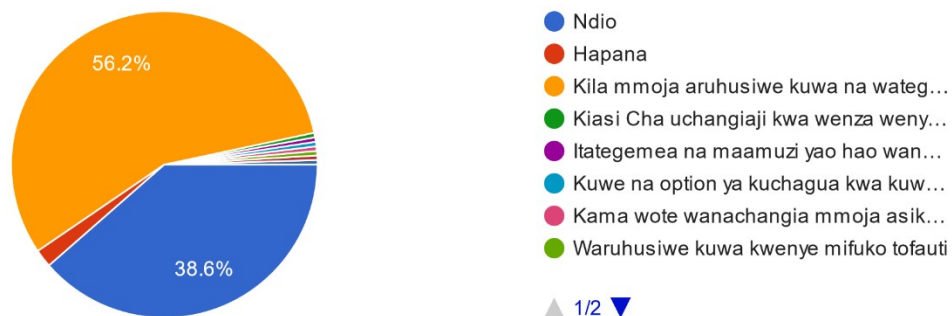 56.2%
38.6%
Ndio
Hapana
Kila mmoja aruhusiwe kuwa na wateg…
Kiasi Cha uchangiaji kwa wenza weny…
Itategemea na maamuzi yao hao wan…
Kuwe na option ya kuchagua kwa kuw…
Kama wote wanachangia mmoja asik…
Waruhusiwe kuwa kwenye mifuko tofauti
1/2